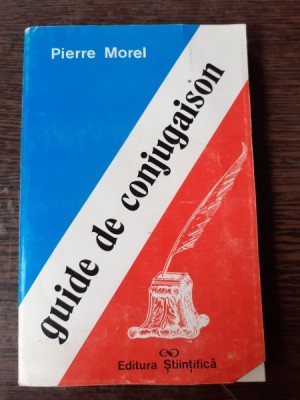 Pierre Morel
guide de conjugaison
Editura Științifică